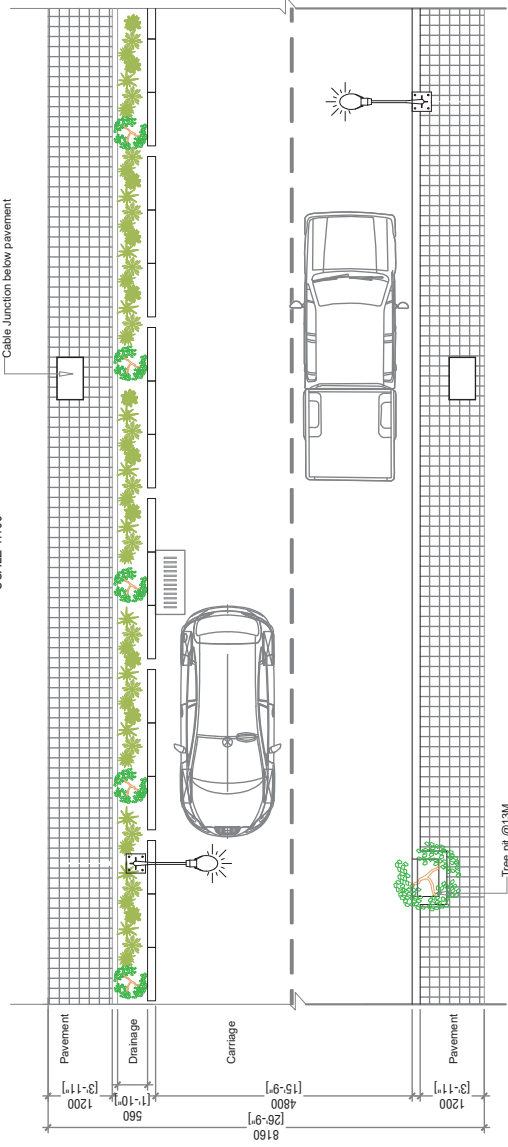 Cable Junction below pavement
Pavement
Drainage
Carriage
Pavement
Tree pit @13M
1200
[3'-11"]
560
[1'-10"]
4800
[15'-9"]
1200
[3'-11"]
8160
[26'-9"]